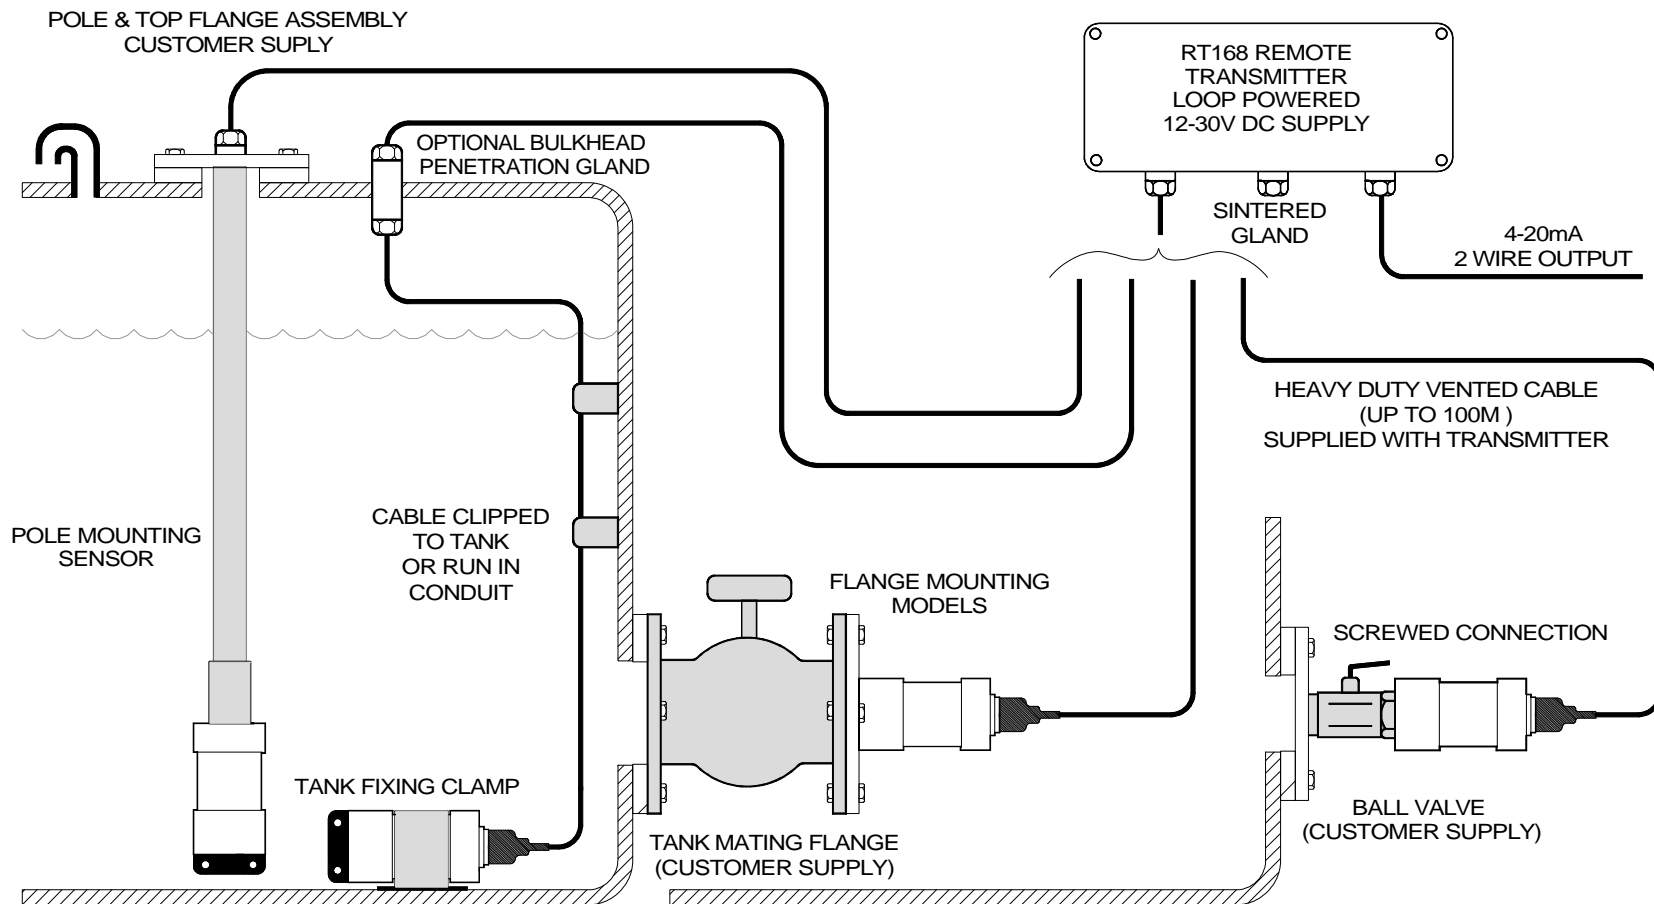 POLE & TOP FLANGE ASSEMBLY
CUSTOMER SUPLY
RT168 REMOTE
TRANSMITTER
LOOP POWERED
12-30V DC SUPPLY
OPTIONAL BULKHEAD
PENETRATION GLAND
SINTERED
GLAND
4-20mA
2 WIRE OUTPUT
HEAVY DUTY VENTED CABLE
(UP TO 100M )
SUPPLIED WITH TRANSMITTER
POLE MOUNTING
SENSOR
CABLE CLIPPED
TO TANK
OR RUN IN
CONDUIT
FLANGE MOUNTING
MODELS
SCREWED CONNECTION
TANK FIXING CLAMP
TANK MATING FLANGE
(CUSTOMER SUPPLY)
BALL VALVE
(CUSTOMER SUPPLY)